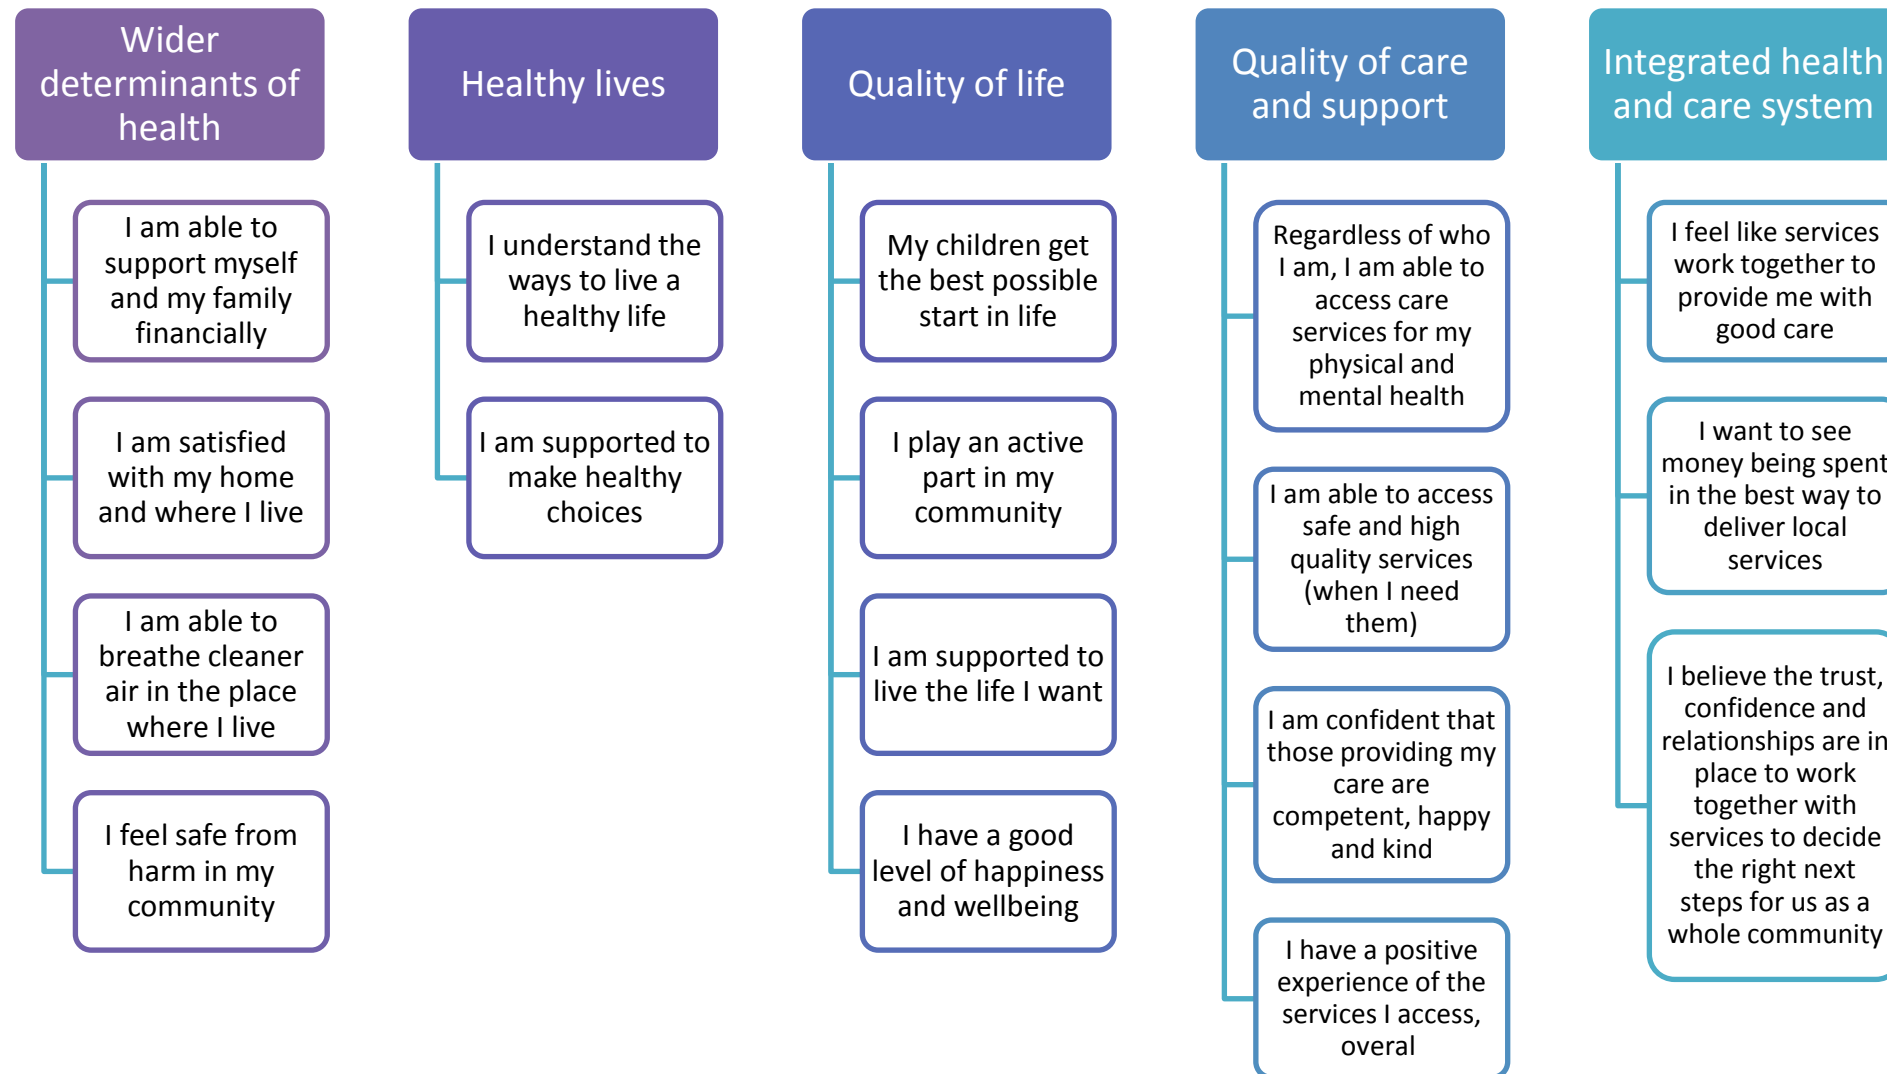 Wider
determinants of
health
I am able to
support myself
and my family
financially
I am satisfied
with my home
and where I live
I am able to
breathe cleaner
air in the place
where I live
I feel safe from
harm in my
community
Healthy lives
I understand the
ways to live a
healthy life
I am supported to
make healthy
choices
Quality of life
My children get
the best possible
start in life
I play an active
part in my
community
I am supported to
live the life I want
I have a good
level of happiness
and wellbeing
Quality of care
and support
Regardless of who
I am, I am able to
access care
services for my
physical and
mental health
I am able to access
safe and high
quality services
(when I need
them)
I am confident that
those providing my
care are
competent, happy
and kind
I have a positive
experience of the
services I access,
overal
Integrated health
and care system
I feel like services
work together to
provide me with
good care
I want to see
money being spent
in the best way to
deliver local
services
I believe the trust,
confidence and
relationships are in
place to work
together with
services to decide
the right next
steps for us as a
whole community